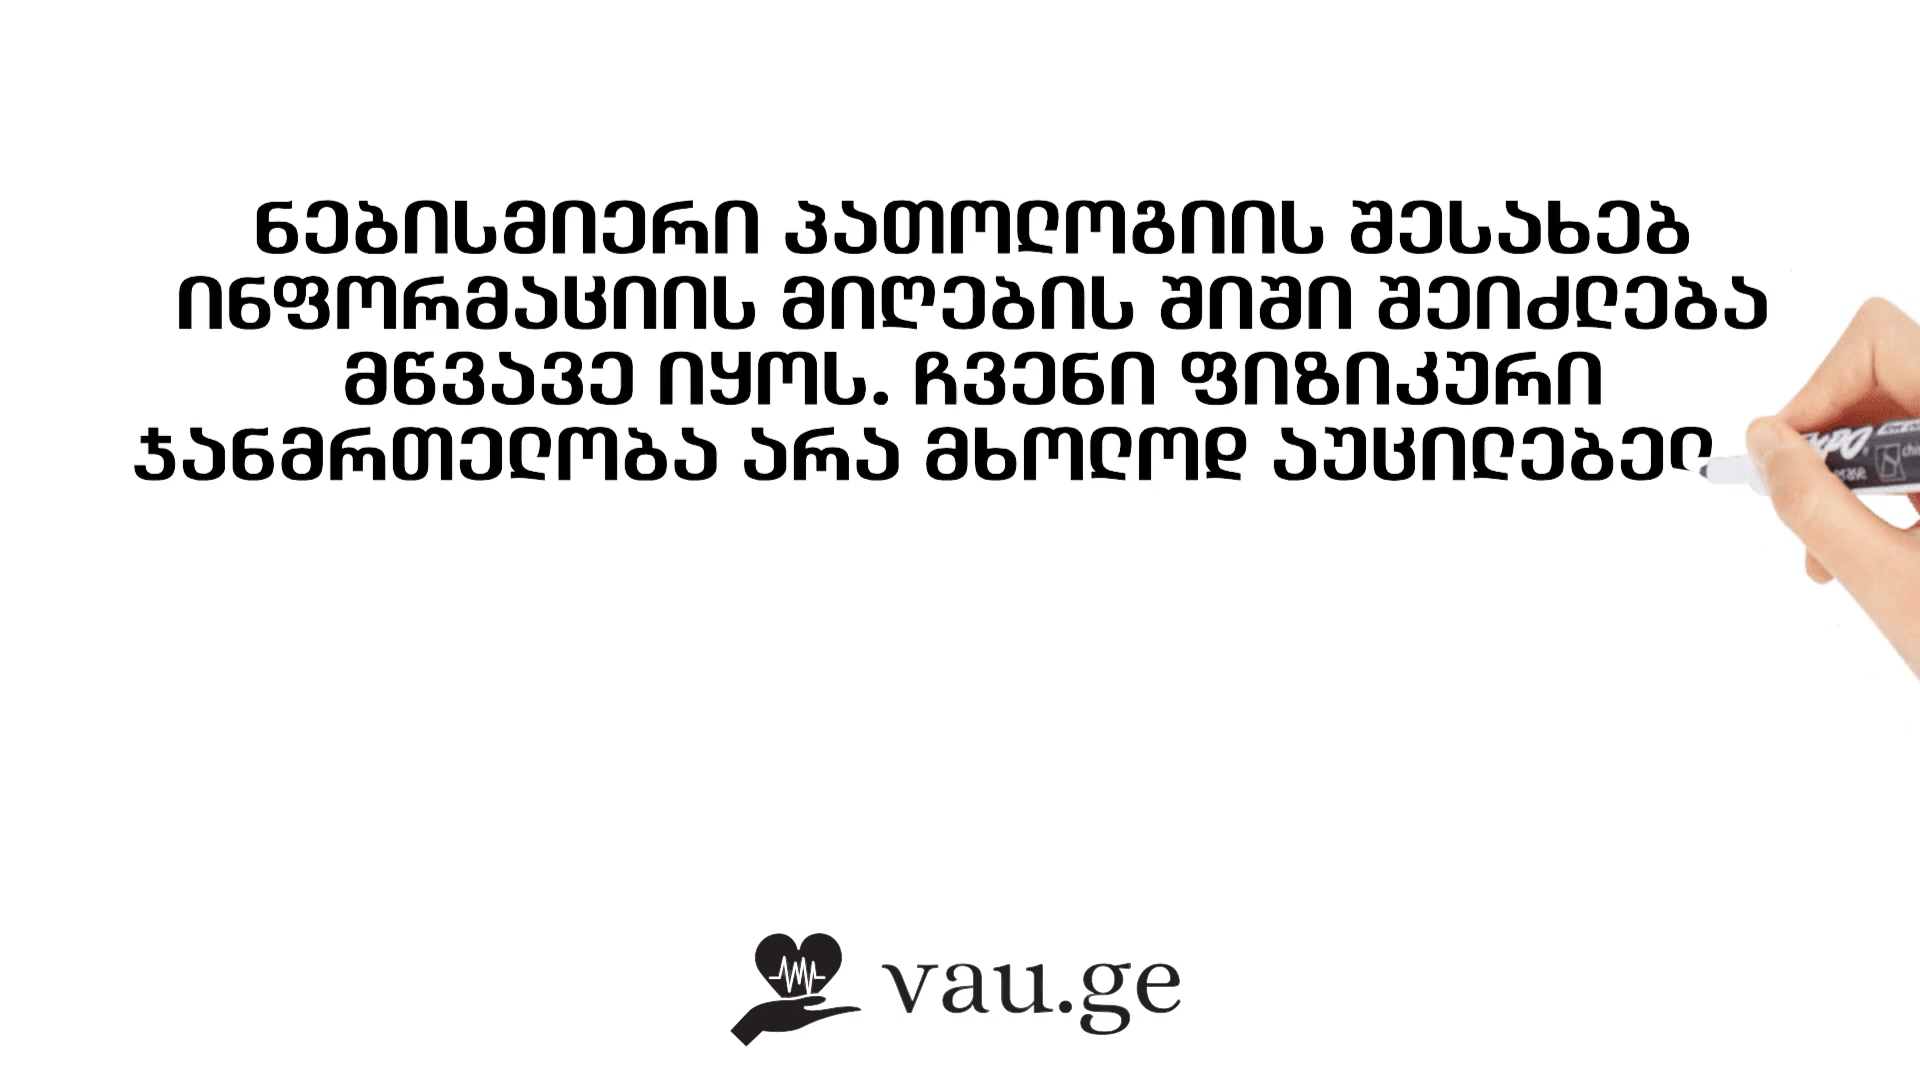 ნებისმიერი პათოლოგიის შესახებ
ინფორმაციის მიღების შიში შეიძლება
მწვავე იყოს. ჩვენი ფიზიკური
ჯანმრთელობა არა მხოლოდ აუცილებელ
vau.ge